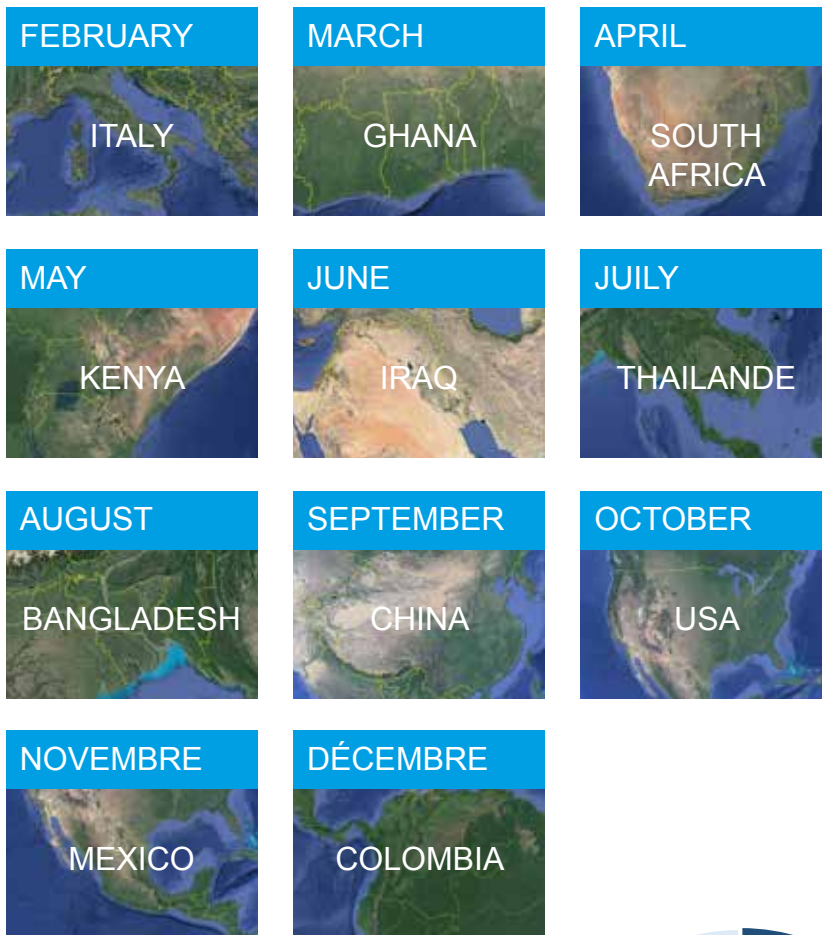 FEBRUARY
ITALY
MARCH
GHANA
APRIL
SOUTH
AFRICA
MAY
KENYA
JUNE
IRAQ
JUILY
THAILANDE
AUGUST
BANGLADESH
SEPTEMBER
CHINA
OCTOBER
USA
NOVEMBRE
MEXICO
DÉCEMBRE
COLOMBIA